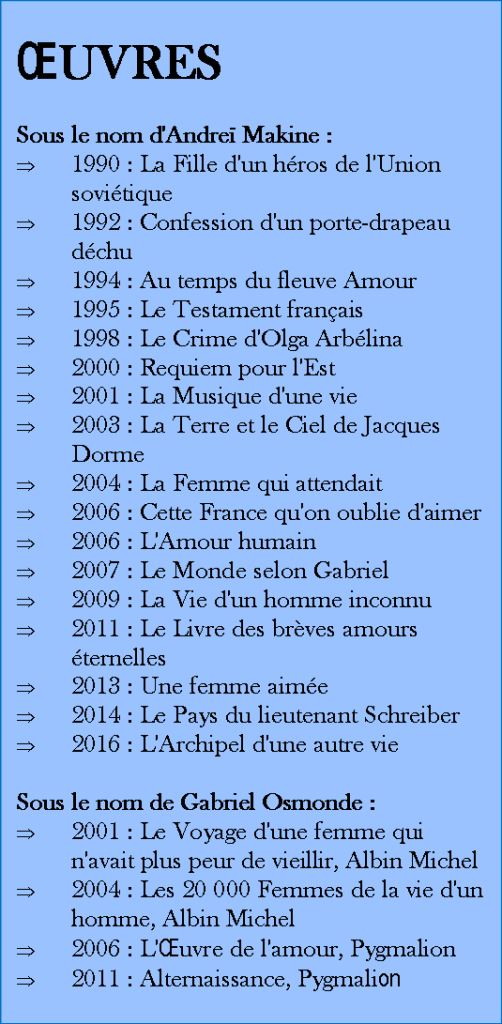 ŒUVRES
Sous le nom d'Andreï Makine :
⇒ 1990 : La Fille d'un héros de l'Union
soviétique
⇒ 1992 : Confession d'un porte-drapeau
déchu
⇒ 1994 : Au temps du fleuve Amour
⇒ 1995 : Le Testament français
⇒ 1998 : Le Crime d'Olga Arbélina
⇒ 2000 : Requiem pour l'Est
⇒ 2001 : La Musique d'une vie
⇒ 2003 : La Terre et le Ciel de Jacques
Dorme
⇒ 2004 : La Femme qui attendait
⇒ 2006 : Cette France qu'on oublie d'aimer
⇒ 2006 : L'Amour humain
⇒ 2007 : Le Monde selon Gabriel
⇒ 2009 : La Vie d'un homme inconnu
⇒ 2011 : Le Livre des brèves amours
éternelles
⇒ 2013 : Une femme aimée
⇒ 2014 : Le Pays du lieutenant Schreiber
⇒ 2016 : L'Archipel d'une autre vie
Sous le nom de Gabriel Osmonde :
⇒ 2001 : Le Voyage d'une femme qui
n'avait plus peur de vieillir, Albin Michel
⇒ 2004 : Les 20 000 Femmes de la vie d'un
homme, Albin Michel
⇒ 2006 : L'Œuvre de l'amour, Pygmalion
⇒ 2011 : Alternaissance, Pygmalion